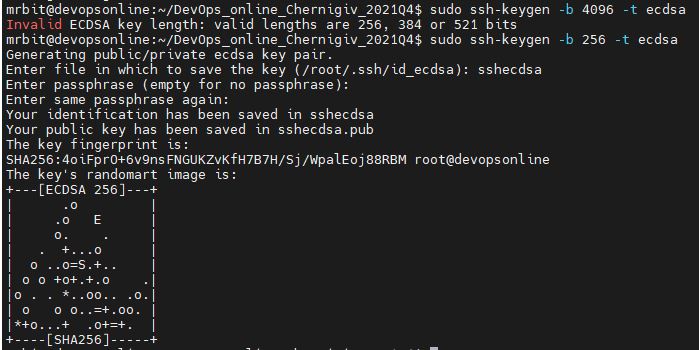 mrbit@devopsonline:~/DevOps_online_Chernigiv_2021Q4$ sudo ssh-keygen -b 4096 -t ecdsa
Invalid ECDSA key length: valid lengths are 256, 384 or 521 bits
mrbit@devopsonline:~/DevOps_online_Chernigiv_2021Q4$ sudo ssh-keygen -b 256 -t ecdsa
Generating public/private ecdsa key pair.
Enter file in which to save the key (/root/.ssh/id_ecdsa): sshecdsa
Enter passphrase (empty for no passphrase):
Enter same passphrase again:
Your identification has been saved in sshecdsa
Your public key has been saved in sshecdsa.pub
The key fingerprint is:
SHA256:4oiFprO+6v9nsFNGUKZvKfH7B7H/Sj/WpalEoj88RBM root@devopsonline
The key's randomart image is:
+---[ECDSA 256]---+
|      .o         |
|     .o   E      |
|     o.    .     |
|   .  +...o      |
|  o ..o=S.+..    |
| o o +o+.+.o    .|
|o . . *..oo.. .o.|
| o   o o..=+.oo. |
|*+o...+  .o+=+.  |
+----[SHA256]-----+